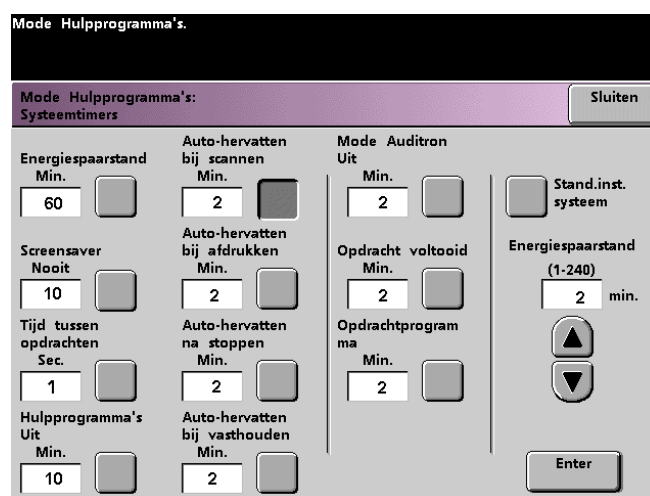 Mode Hulpprogramma's.
Mode Hulpprogramma's:
Systeemtimers
Sluiten
Energiespaarstand
Min.
60
Screensaver
Nooit
10
Tijd tussen
opdrachten
Sec.
1
Hulpprogramma's
Uit
Min.
10
Auto-hervatten
bij scannen
Min.
2
Auto-hervatten
bij afdrukken
Min.
2
Auto-hervatten
na stoppen
Min.
2
Auto-hervatten
bij vasthouden
Min.
2
Mode Auditron
Uit
Min.
2
Opdracht voltooid
Min.
2
Opdrachtprogram
ma
Min.
2
Stand.inst.
systeem
Energiespaarstand
(1-240)
2 min.
Enter